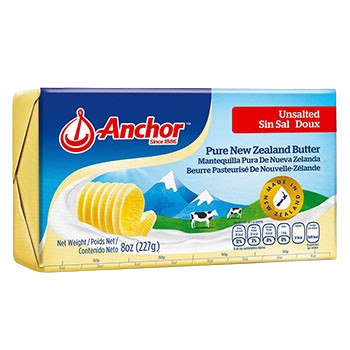 Anchor
Since 1886
Unsalted
Sin Sal Doux
Pure New Zealand Butter
Mantequilla Pura De Nueva Zelanda
Beurre Pasteurisé De Nouvelle-Zélande
MADE IN NEW ZEALAND
Net Weight / Poids Net /
Contenido Neto 8oz (227g)